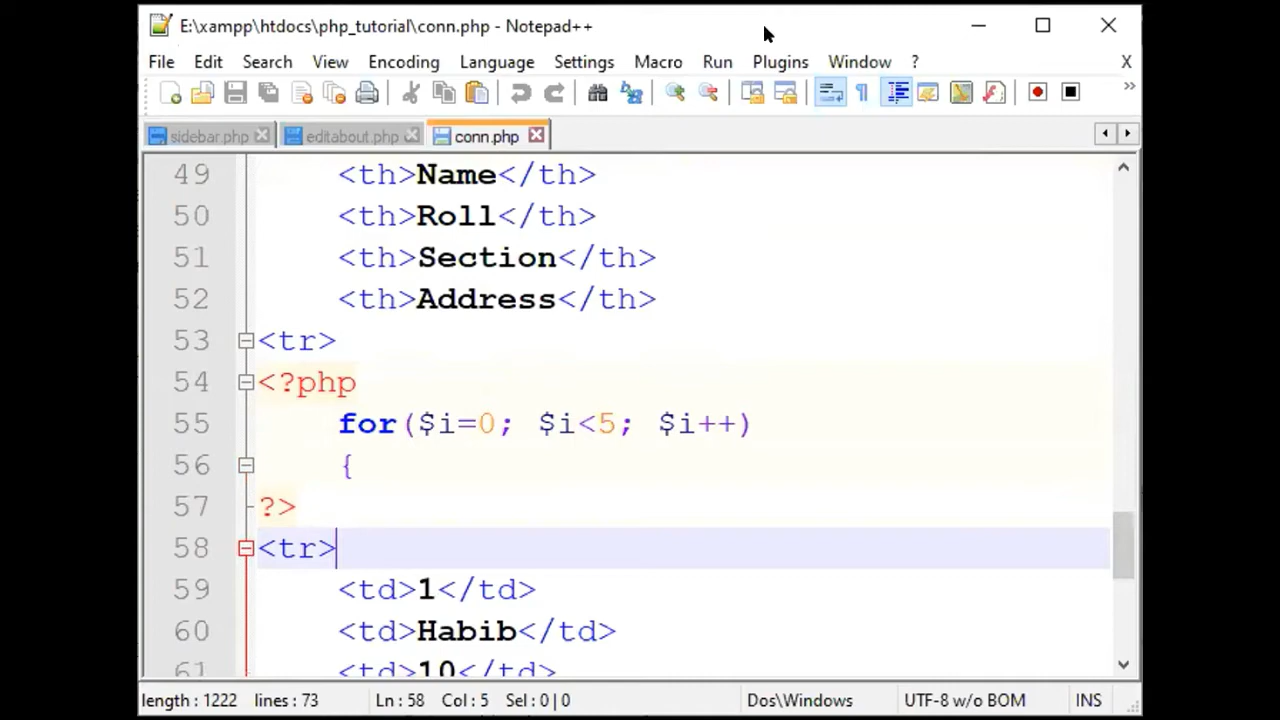 E:\xampp\htdocs\php_tutorial\conn.php - Notepad++
File Edit Search View Encoding Language Settings Macro Run Plugins Window ? X
sidebar.php editabout.php conn.php
49 <th>Name</th>
50 <th>Roll</th>
51 <th>Section</th>
52 <th>Address</th>
53 <tr>
54 <?php
55 for($i=0; $i<5; $i++)
56 {
57 ?>
58 <tr>
59 <td>1</td>
60 <td>Habib</td>
61 <td>10</td>
length : 1222 lines : 73 Ln : 58 Col : 5 Sel : 0 | 0 Dos\Windows UTF-8 w/o BOM INS